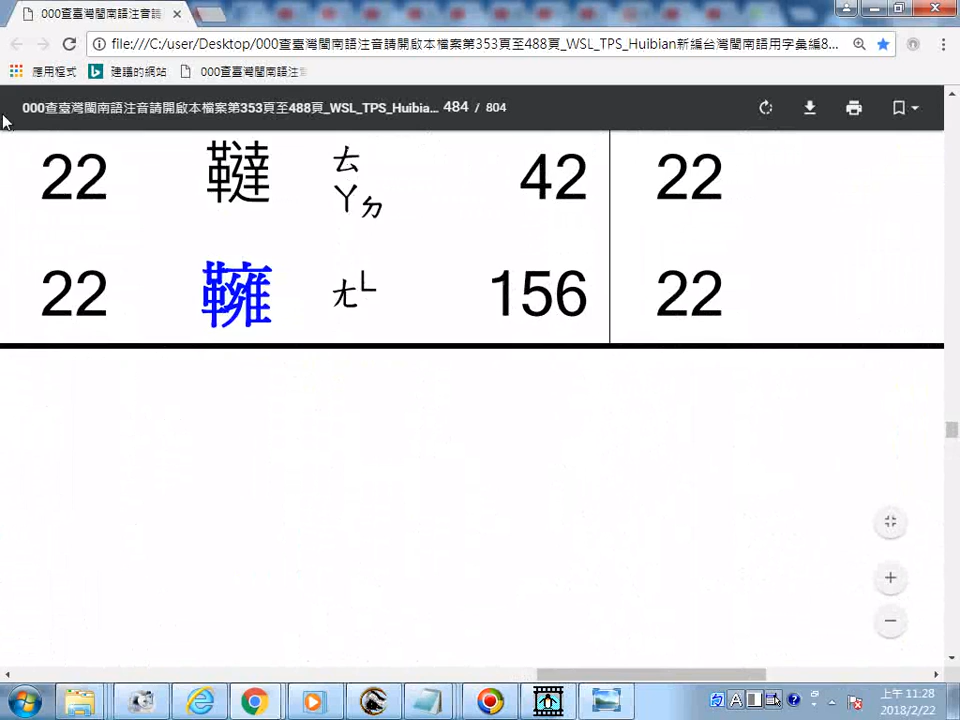 000查臺灣閩南語注音
file:///C:/user/Desktop/000查臺灣閩南語注音請開啟本檔案第353頁至488頁_WSL_TPS_Huibian新編台灣閩南語用字彙編8...
應用程式 建議的網站 000查臺灣閩南語注音
000查臺灣閩南語注音請開啟本檔案第353頁至488頁_WSL_TPS_Huibia... 484 / 804
22 韃 ㄊㄚㄉ 42 22
22 䩸 ㄤㄴ 156 22
上午 11:28
2018/2/22